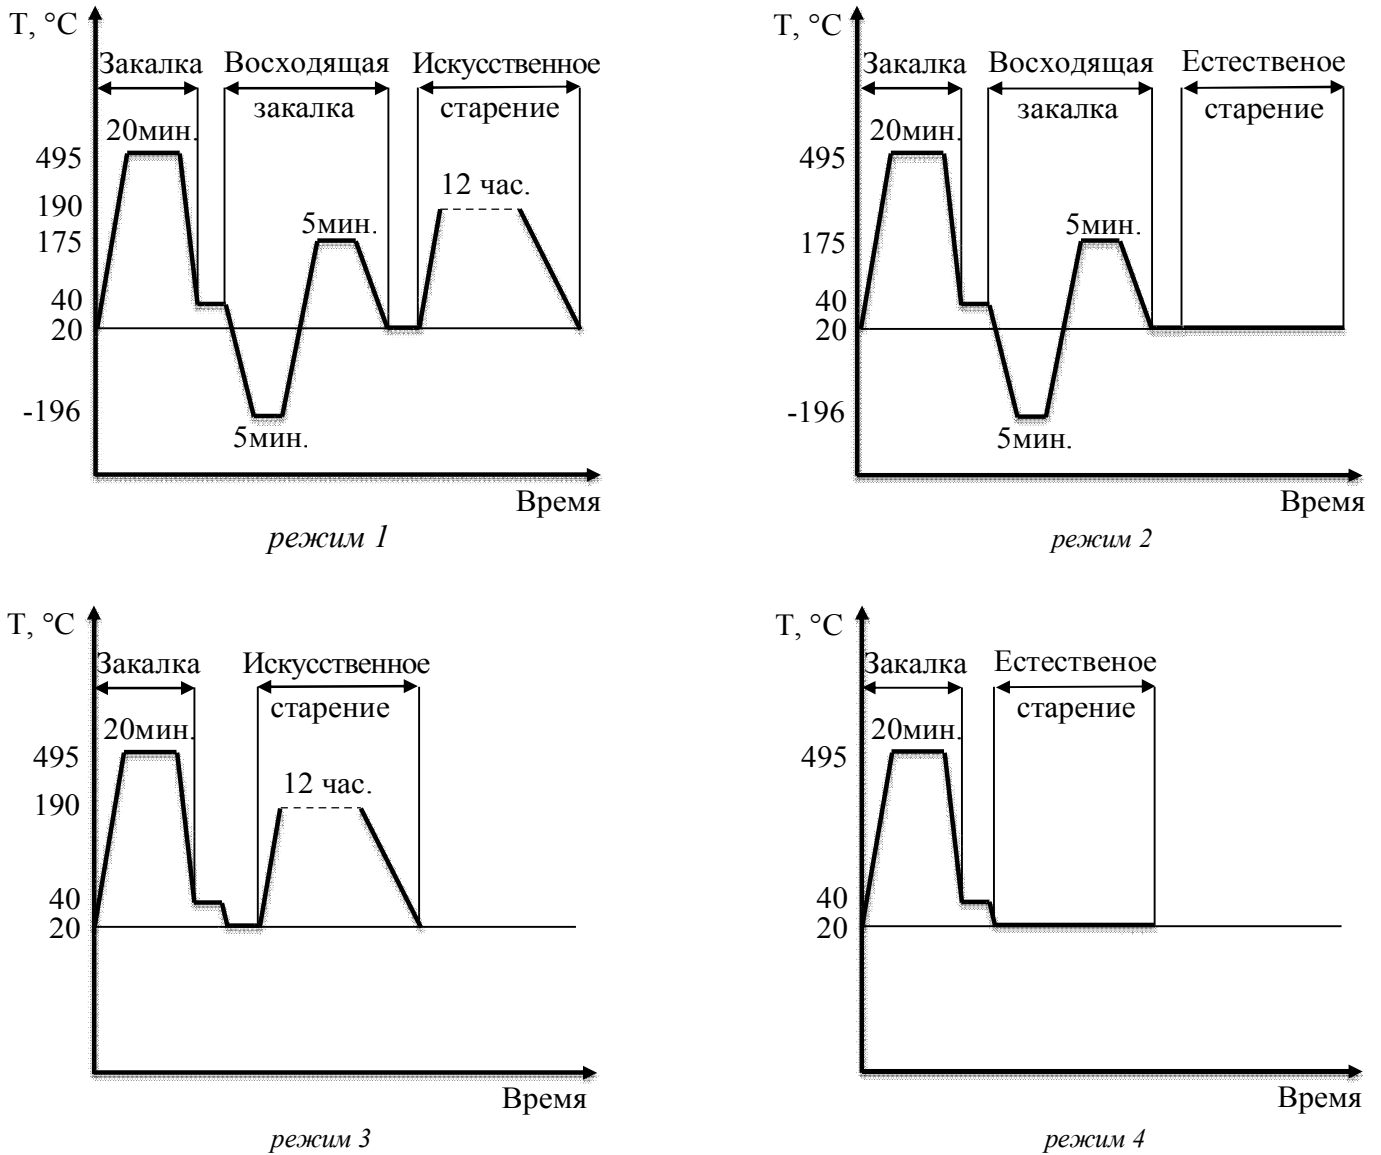 T, °C
Закалка
Восходящая
закалка
Искусственное
старение
20мин.
495
190
175
40
20
-196
5мин.
5мин.
12 час.
Время
режим 1
T, °C
Закалка
Восходящая
закалка
Естественое
старение
20мин.
495
175
40
20
-196
5мин.
5мин.
Время
режим 2
T, °C
Закалка
Искусственное
старение
20мин.
495
190
40
20
12 час.
Время
режим 3
T, °C
Закалка
Естественое
старение
20мин.
495
40
20
Время
режим 4